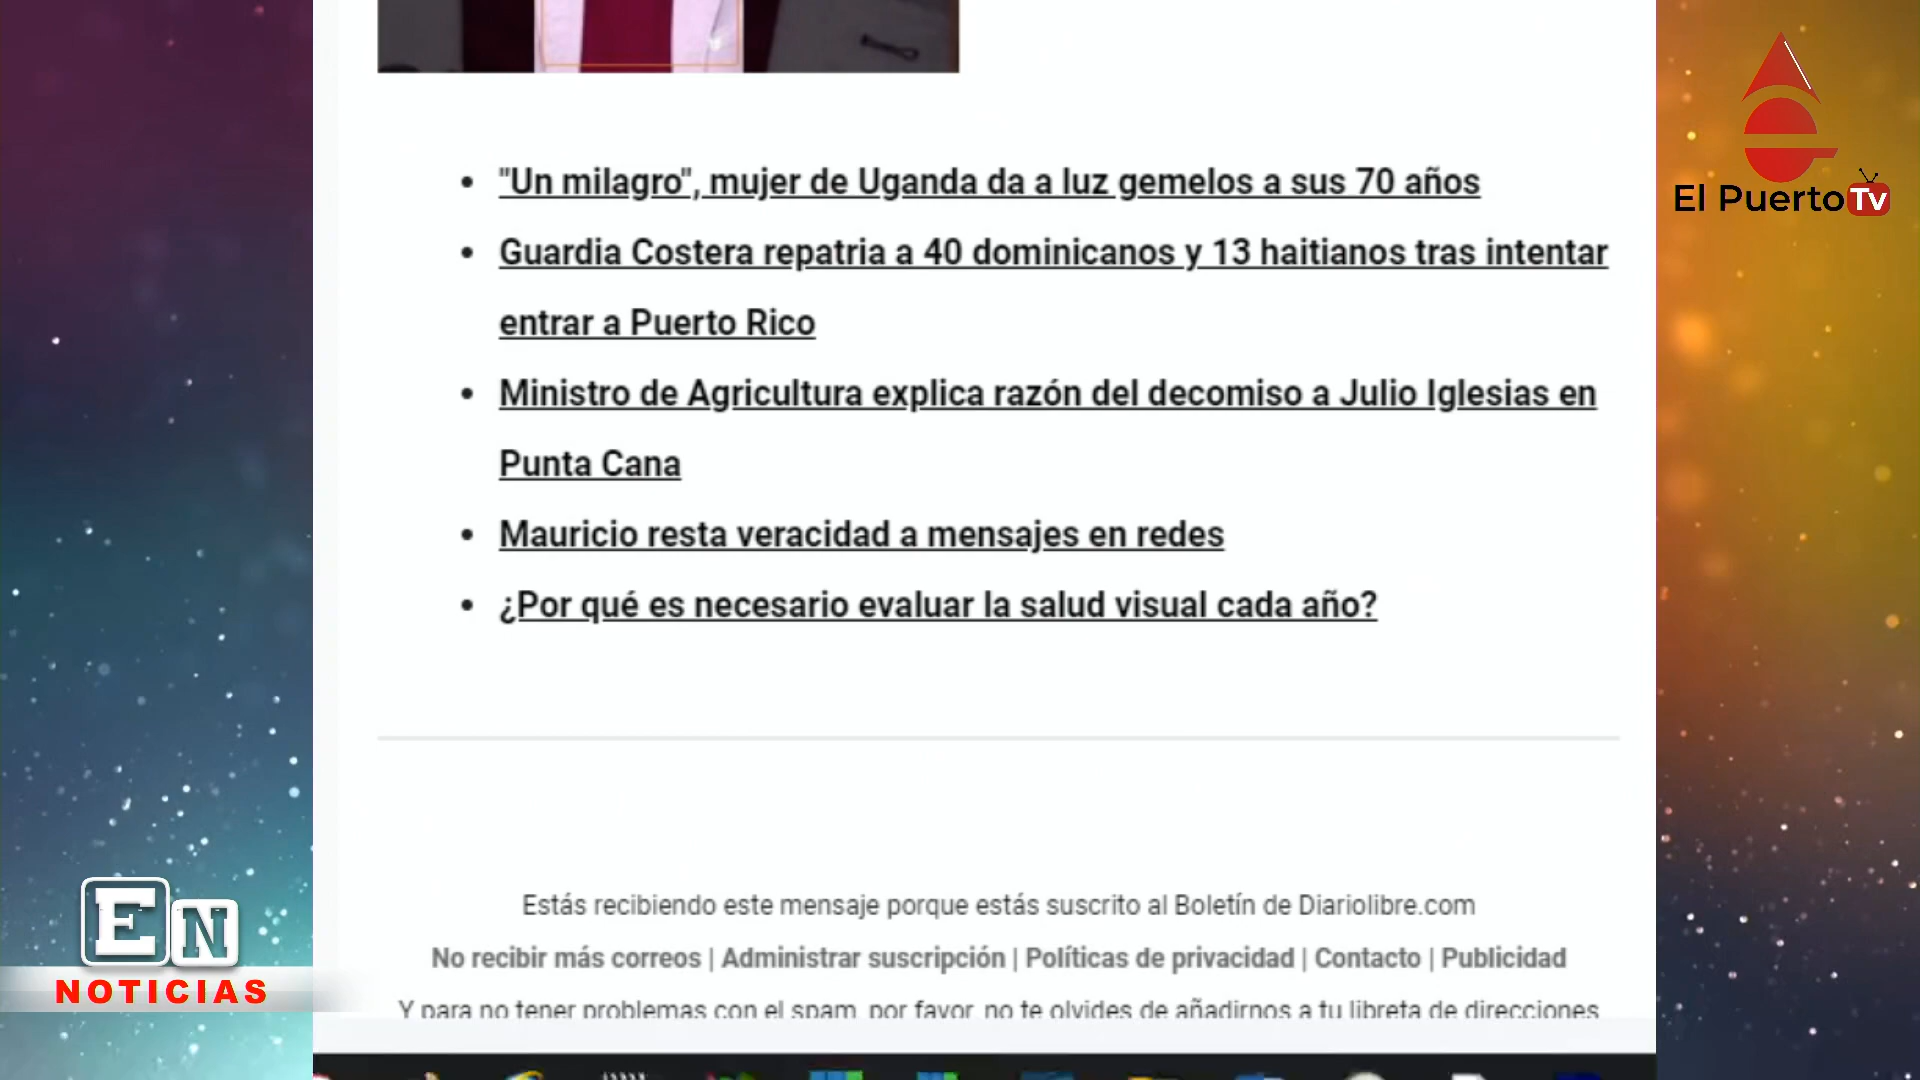 El Puerto Tv
"Un milagro", mujer de Uganda da a luz gemelos a sus 70 años
Guardia Costera repatria a 40 dominicanos y 13 haitianos tras intentar
entrar a Puerto Rico
Ministro de Agricultura explica razón del decomiso a Julio Iglesias en
Punta Cana
Mauricio resta veracidad a mensajes en redes
¿Por qué es necesario evaluar la salud visual cada año?
Estás recibiendo este mensaje porque estás suscrito al Boletín de Diariolibre.com
No recibir más correos | Administrar suscripción | Políticas de privacidad | Contacto | Publicidad
Y para no tener problemas con el spam, por favor, no te olvides de añadirnos a tu libreta de direcciones
EN
NOTICIAS